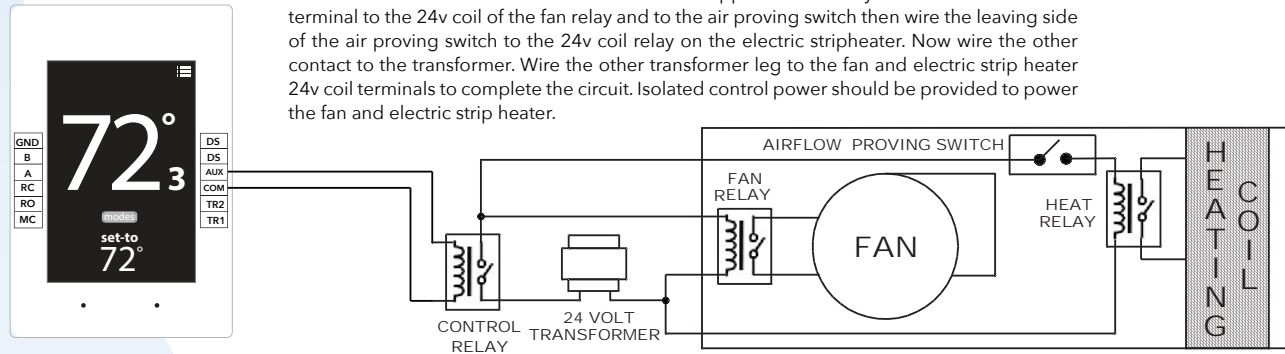 terminal to the 24v coil of the fan relay and to the air proving switch then wire the leaving side
of the air proving switch to the 24v coil relay on the electric stripheater. Now wire the other
contact to the transformer. Wire the other transformer leg to the fan and electric strip heater
24v coil terminals to complete the circuit. Isolated control power should be provided to power
the fan and electric strip heater.
72°
3
modes
set-to
72°
GND
B
A
RC
RO
MC
DS
DS
AUX
COM
TR2
TR1
AIRFLOW PROVING SWITCH
FAN
RELAY
FAN
HEAT
RELAY
HEATING
COIL
CONTROL
RELAY
24 VOLT
TRANSFORMER